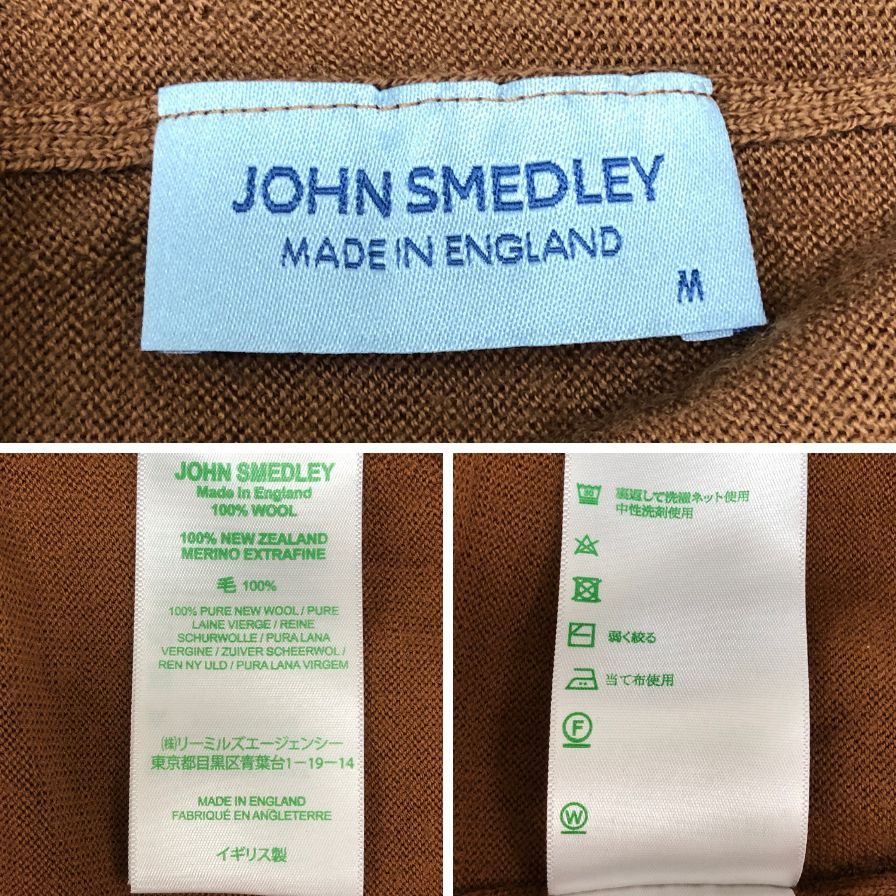 JOHN SMEDLEY
MADE IN ENGLAND
M
JOHN SMEDLEY
Made In England
100% WOOL
100% NEW ZEALAND
MERINO EXTRAFINE
毛 100%
100% PURE NEW WOOL / PURE
LAINE VIERGE / REINE
SCHURWOLLE / PURA LANA
VERGINE / ZUIVER SCHEERWOL /
REN NY ULD / PURA LANA VIRGEM
㈱リーミルズエージェンシー
東京都目黒区青葉台1-19-14
MADE IN ENGLAND
FABRIQUÉ EN ANGLETERRE
イギリス製
30
裏返して洗濯ネット使用
中性洗剤使用
弱く絞る
当て布使用
F
W